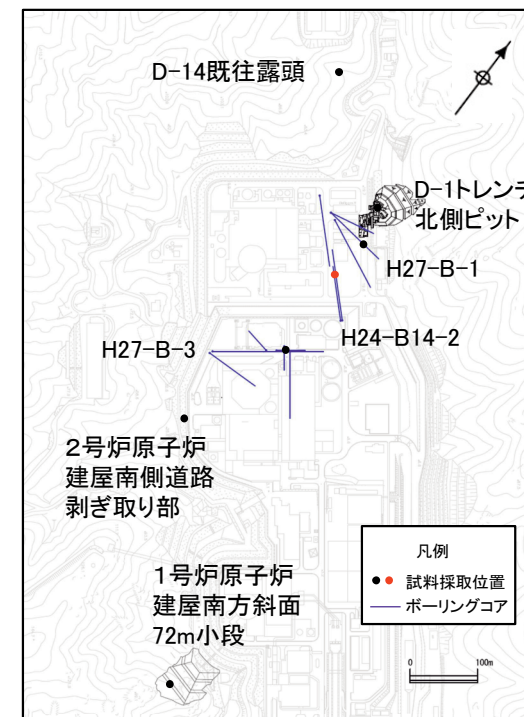 D-14既往露頭
D-1トレンチ
北側ピット
H27-B-1
H24-B14-2
H27-B-3
2号炉原子炉
建屋南側道路
剥ぎ取り部
1号炉原子炉
建屋南方斜面
72m小段
凡例
試料採取位置
ボーリングコア
0 100m